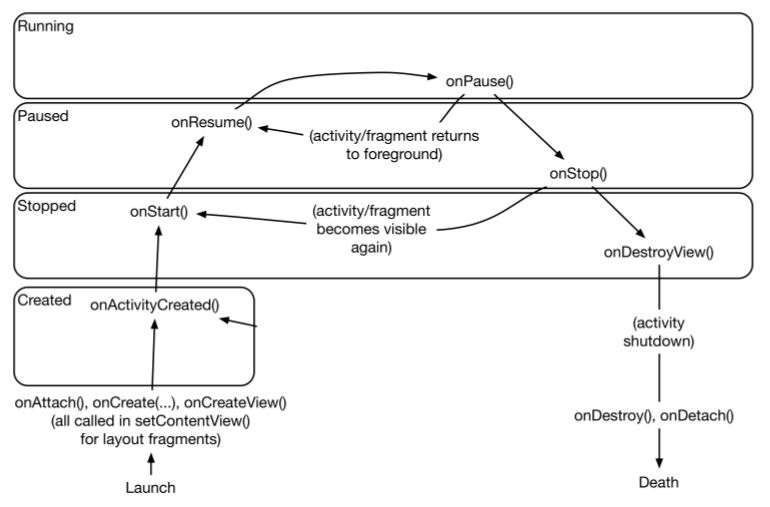 Running
onPause()
Paused
onResume()
(activity/fragment returns
to foreground)
onStop()
Stopped
onStart()
(activity/fragment
becomes visible
again)
onDestroyView()
Created
onActivityCreated()
(activity
shutdown)
onAttach(), onCreate(...), onCreateView()
(all called in setContentView()
for layout fragments)
onDestroy(), onDetach()
Launch
Death